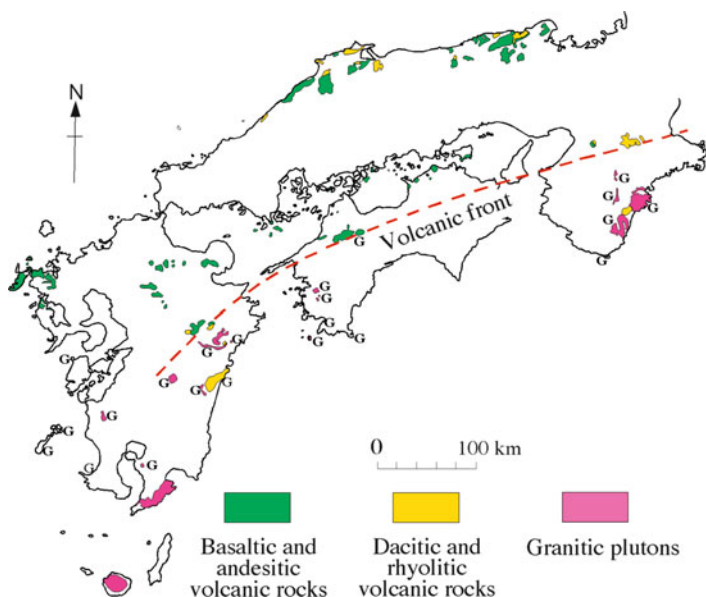 N
G
G
Volcanic front
G
G
G
G
G
G
G
G G
G
G
G
G
G
G
G
G
G
0 100 km
Basaltic and
andesitic
volcanic rocks
Dacitic and
rhyolitic
volcanic rocks
Granitic plutons